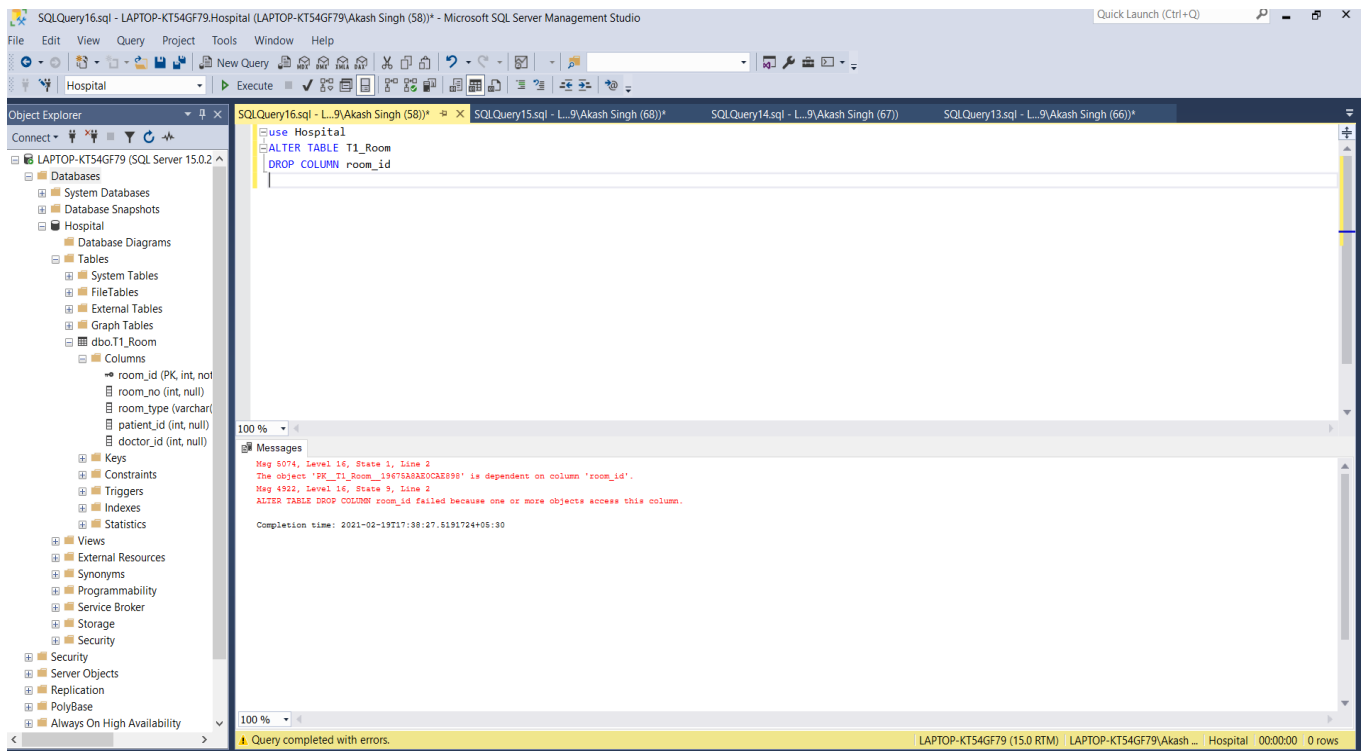 SQLQuery16.sql - LAPTOP-KT54GF79.Hospital (LAPTOP-KT54GF79\Akash Singh (58))* - Microsoft SQL Server Management Studio
Quick Launch (Ctrl+Q)
File Edit View Query Project Tools Window Help
New Query
MDX DMX XMLA DAX
Hospital
Execute
Object Explorer
Connect
LAPTOP-KT54GF79 (SQL Server 15.0.2
Databases
System Databases
Database Snapshots
Hospital
Database Diagrams
Tables
System Tables
FileTables
External Tables
Graph Tables
dbo.T1_Room
Columns
room_id (PK, int, not
room_no (int, null)
room_type (varchar(
patient_id (int, null)
doctor_id (int, null)
Keys
Constraints
Triggers
Indexes
Statistics
Views
External Resources
Synonyms
Programmability
Service Broker
Storage
Security
Security
Server Objects
Replication
PolyBase
Always On High Availability
SQLQuery16.sql - L...9\Akash Singh (58))* SQLQuery15.sql - L...9\Akash Singh (68))* SQLQuery14.sql - L...9\Akash Singh (67)) SQLQuery13.sql - L...9\Akash Singh (66))*
use Hospital
ALTER TABLE T1_Room
DROP COLUMN room_id
100 %
Messages
Msg 5074, Level 16, State 1, Line 2
The object 'PK__T1_Room__19675A8AE0CAE898' is dependent on column 'room_id'.
Msg 4922, Level 16, State 9, Line 2
ALTER TABLE DROP COLUMN room_id failed because one or more objects access this column.
Completion time: 2021-02-19T17:38:27.5191724+05:30
100 %
Query completed with errors.
LAPTOP-KT54GF79 (15.0 RTM) LAPTOP-KT54GF79\Akash ... Hospital 00:00:00 0 rows